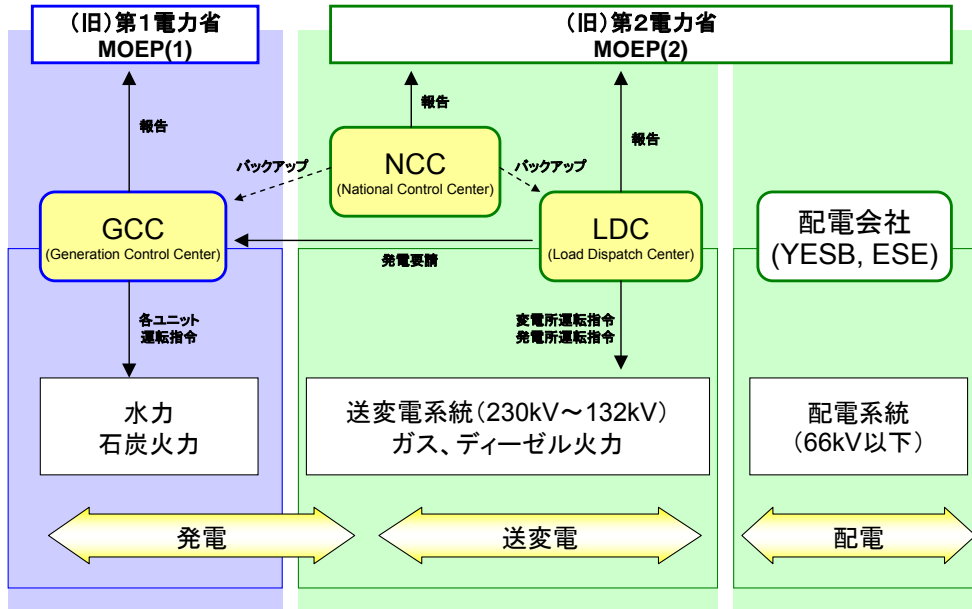 (旧)第1電力省
MOEP(1)
(旧)第2電力省
MOEP(2)
報告
報告
報告
バックアップ
NCC
(National Control Center)
バックアップ
GCC
(Generation Control Center)
発電要請
LDC
(Load Dispatch Center)
配電会社
(YESB, ESE)
各ユニット
運転指令
変電所運転指令
発電所運転指令
水力
石炭火力
送変電系統(230kV～132kV)
ガス、ディーゼル火力
配電系統
(66kV以下)
発電
送変電
配電